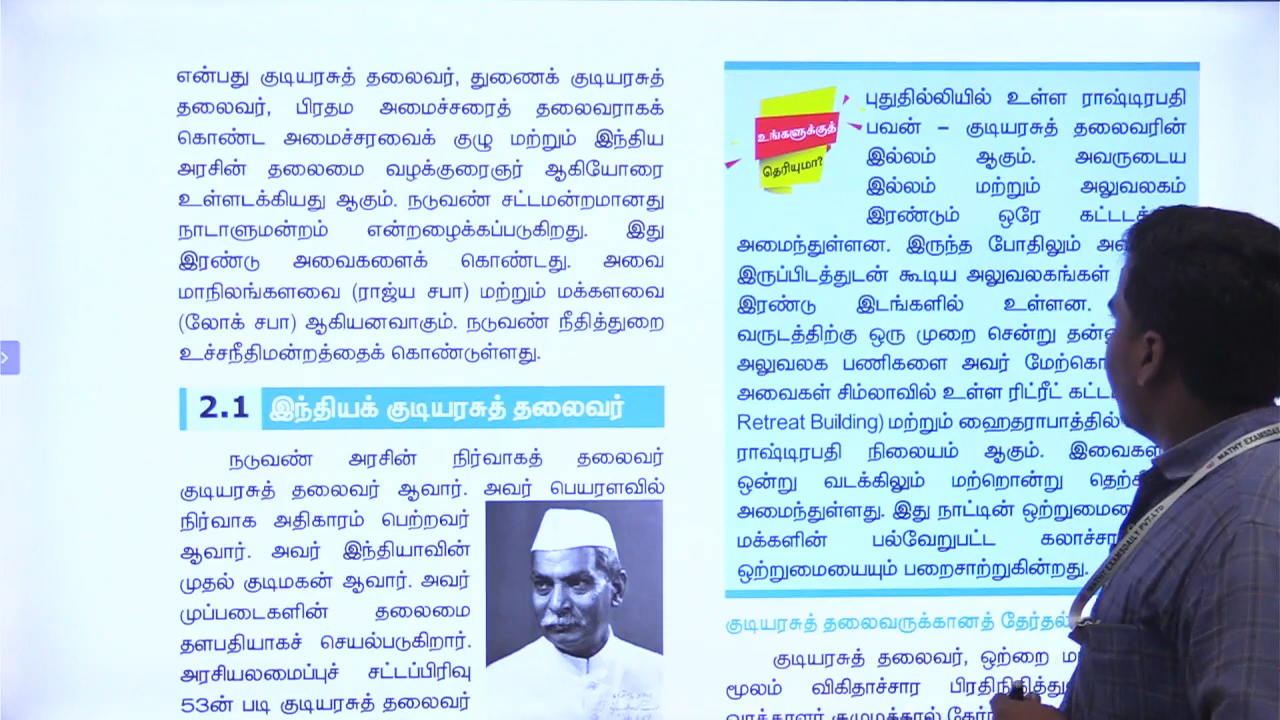 என்பது குடியரசுத் தலைவர், துணைக் குடியரசுத்
தலைவர், பிரதம அமைச்சரைத் தலைவராகக்
கொண்ட அமைச்சரவைக் குழு மற்றும் இந்திய
அரசின் தலைமை வழக்குரைஞர் ஆகியோரை
உள்ளடக்கியது ஆகும். நடுவண் சட்டமன்றமானது
நாடாளுமன்றம் என்றழைக்கப்படுகிறது. இது
இரண்டு அவைகளைக் கொண்டது. அவை
மாநிலங்களவை (ராஜ்ய சபா) மற்றும் மக்களவை
(லோக் சபா) ஆகியனவாகும். நடுவண் நீதித்துறை
உச்சநீதிமன்றத்தைக் கொண்டுள்ளது.
2.1 இந்தியக் குடியரசுத் தலைவர்
நடுவண் அரசின் நிர்வாகத் தலைவர்
குடியரசுத் தலைவர் ஆவார். அவர் பெயரளவில்
நிர்வாக அதிகாரம் பெற்றவர்
ஆவார். அவர் இந்தியாவின்
முதல் குடிமகன் ஆவார். அவர்
முப்படைகளின் தலைமை
தளபதியாகச் செயல்படுகிறார்.
அரசியலமைப்புச் சட்டப்பிரிவு
53ன் படி குடியரசுத் தலைவர்
உங்களுக்குத்
தெரியுமா?
புதுதில்லியில் உள்ள ராஷ்டிரபதி
பவன் – குடியரசுத் தலைவரின்
இல்லம் ஆகும். அவருடைய
இல்லம் மற்றும் அலுவலகம்
இரண்டும் ஒரே
அமைந்துள்ளன. இருந்த போதிலும்
இருப்பிடத்துடன் கூடிய அலுவலகங்கள்
இரண்டு இடங்களில் உள்ளன.
வருடத்திற்கு ஒரு முறை சென்று
அலுவலக பணிகளை அவர்
அவைகள் சிம்லாவில் உள்ள ரிட்ரீட்
Retreat Building) மற்றும் ஹைதராபாத்தில்
ராஷ்டிரபதி நிலையம் ஆகும்.
ஒன்று வடக்கிலும் மற்றொன்று
அமைந்துள்ளது. இது நாட்டின்
மக்களின் பல்வேறுபட்ட
ஒற்றுமையையும் பறைசாற்றுகின்றது.
குடியரசுத் தலைவருக்கானத் தேர்தல்
குடியரசுத் தலைவர், ஒற்றை
மூலம் விகிதாச்சார
MATHY EXAMSDAILY PVT.LTD